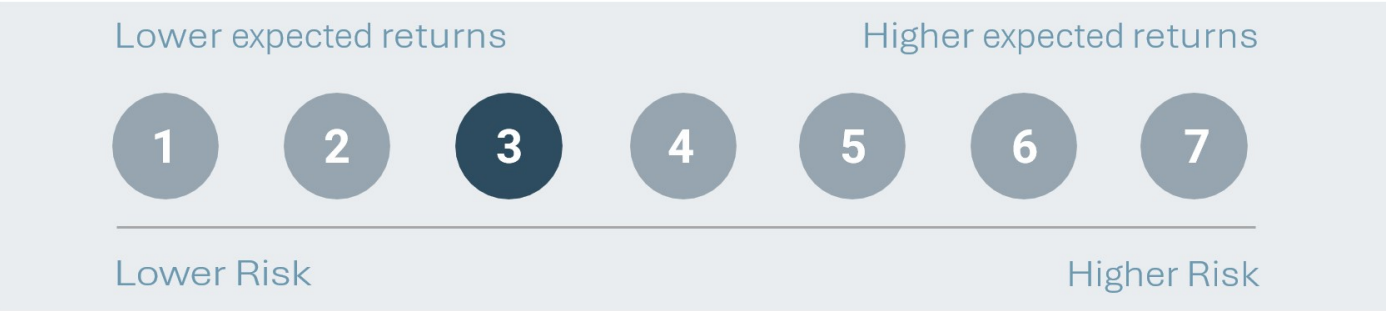 Lower expected returns Higher expected returns
1 2 3 4 5 6 7
Lower Risk Higher Risk